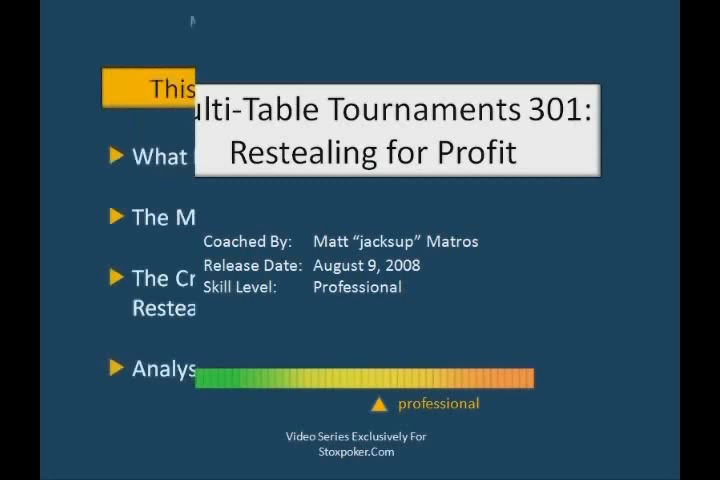 This
ulti-Table Tournaments 301:
Restealing for Profit
What
The M
Coached By: Matt “jacksup” Matros
Release Date: August 9, 2008
The Cr
Skill Level: Professional
Restea
Analys
professional
Video Series Exclusively For
Stoxpoker.Com